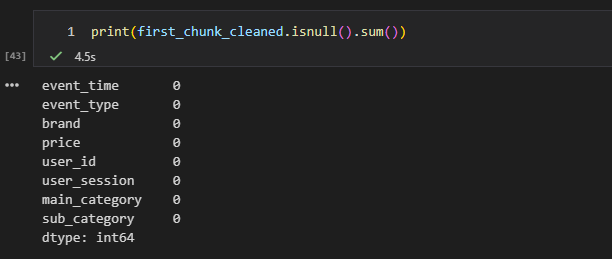 1 print(first_chunk_cleaned.isnull().sum())
[43] ✓ 4.5s
••• event_time 0
event_type 0
brand 0
price 0
user_id 0
user_session 0
main_category 0
sub_category 0
dtype: int64